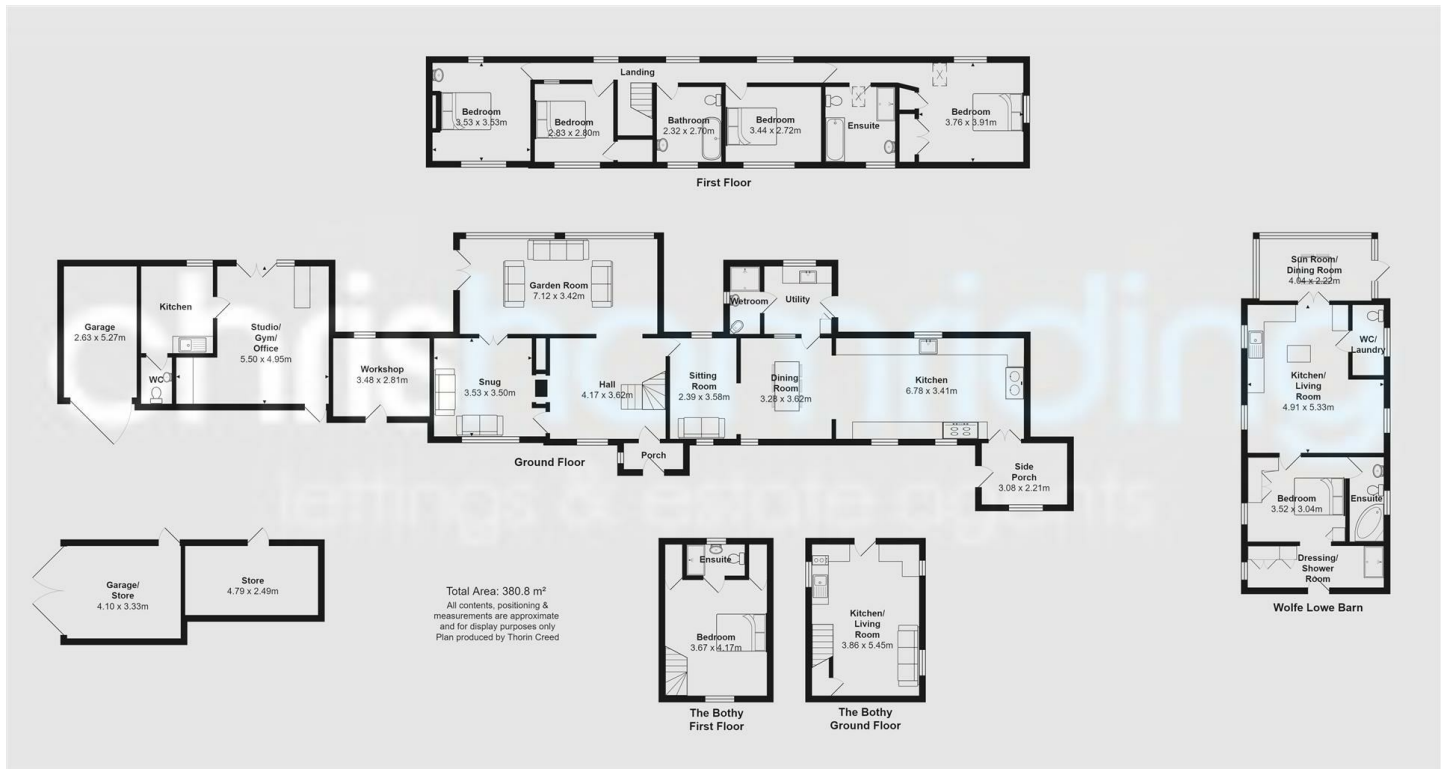 Landing
Bedroom
3.53 x 3.53m
Bedroom
2.83 x 2.80m
Bathroom
2.32 x 2.70m
Bedroom
3.44 x 2.72m
Ensuite
Bedroom
3.76 x 3.91m
First Floor
Garage
2.63 x 5.27m
Kitchen
WC
Studio/
Gym/
Office
5.50 x 4.95m
Workshop
3.48 x 2.81m
Garden Room
7.12 x 3.42m
Snug
3.53 x 3.50m
Hall
4.17 x 3.62m
Porch
Sitting
Room
2.39 x 3.58m
Wetroom
Utility
Dining
Room
3.28 x 3.62m
Kitchen
6.78 x 3.41m
Side
Porch
3.08 x 2.21m
Ground Floor
Sun Room/
Dining Room
4.04 x 2.22m
WC/
Laundry
Kitchen/
Living
Room
4.91 x 5.33m
Bedroom
3.52 x 3.04m
Ensuite
Dressing/
Shower
Room
Wolfe Lowe Barn
Garage/
Store
4.10 x 3.33m
Store
4.79 x 2.49m
Total Area: 380.8 m²
All contents, positioning &
measurements are approximate
and for display purposes only
Plan produced by Thorin Creed
Ensuite
Bedroom
3.67 x 4.17m
The Bothy
First Floor
Kitchen/
Living
Room
3.86 x 5.45m
The Bothy
Ground Floor
lettings & estate agents